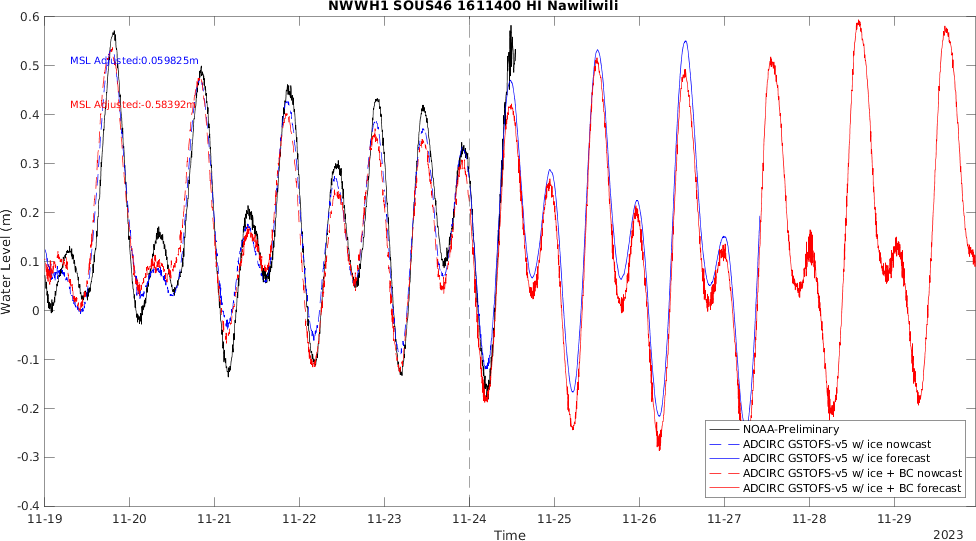 NWWH1 SOUS46 1611400 HI Nawiliwili
0.6
0.5
0.4
0.3
0.2
0.1
0
-0.1
-0.2
-0.3
-0.4
Water Level (m)
MSL Adjusted:0.059825m
MSL Adjusted:-0.58392m
NOAA-Preliminary
ADCIRC GSTOFS-v5 w/ ice nowcast
ADCIRC GSTOFS-v5 w/ ice forecast
ADCIRC GSTOFS-v5 w/ ice + BC nowcast
ADCIRC GSTOFS-v5 w/ ice + BC forecast
11-19 11-20 11-21 11-22 11-23 11-24 11-25 11-26 11-27 11-28 11-29
Time
2023